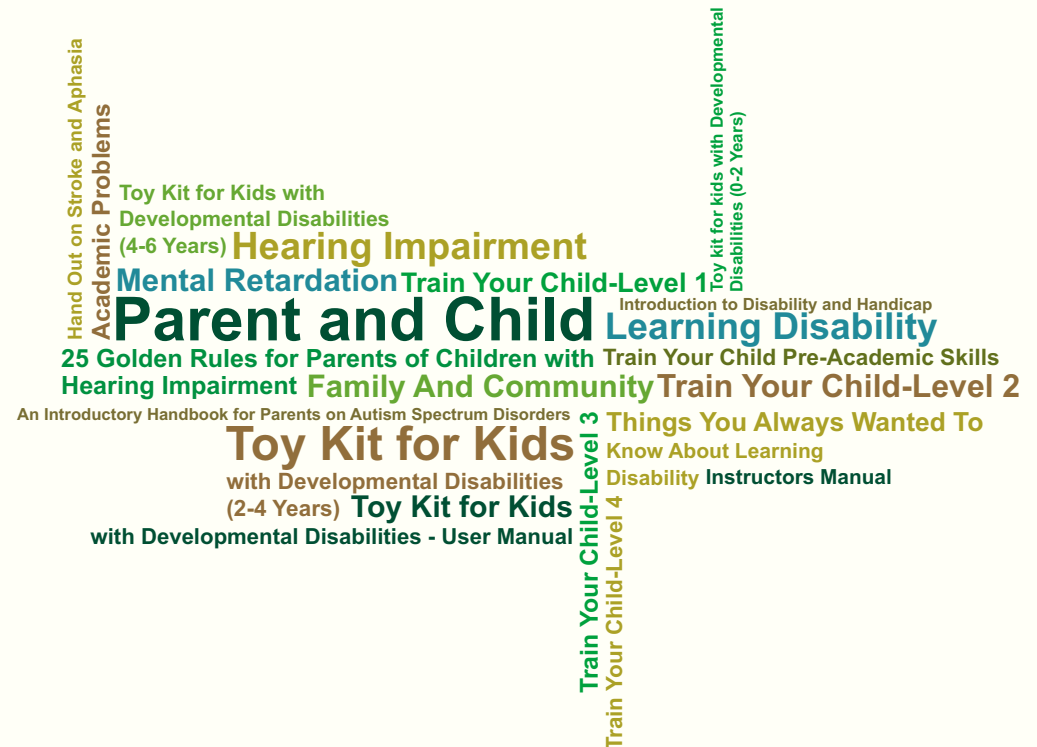 Hand Out on Stroke and Aphasia
Academic Problems
Toy kit for kids with Developmental
Disabilities (0-2 Years)
Toy Kit for Kids with
Developmental Disabilities
(4-6 Years)
Hearing Impairment
Mental Retardation
Train Your Child-Level 1
Parent and Child
Introduction to Disability and Handicap
Learning Disability
25 Golden Rules for Parents of Children with
Hearing Impairment
Train Your Child Pre-Academic Skills
Family And Community
Train Your Child-Level 2
An Introductory Handbook for Parents on Autism Spectrum Disorders
Toy Kit for Kids
with Developmental Disabilities
(2-4 Years)
Toy Kit for Kids
with Developmental Disabilities - User Manual
Train Your Child-Level 3
Things You Always Wanted To
Know About Learning
Disability
Instructors Manual
Train Your Child-Level 4